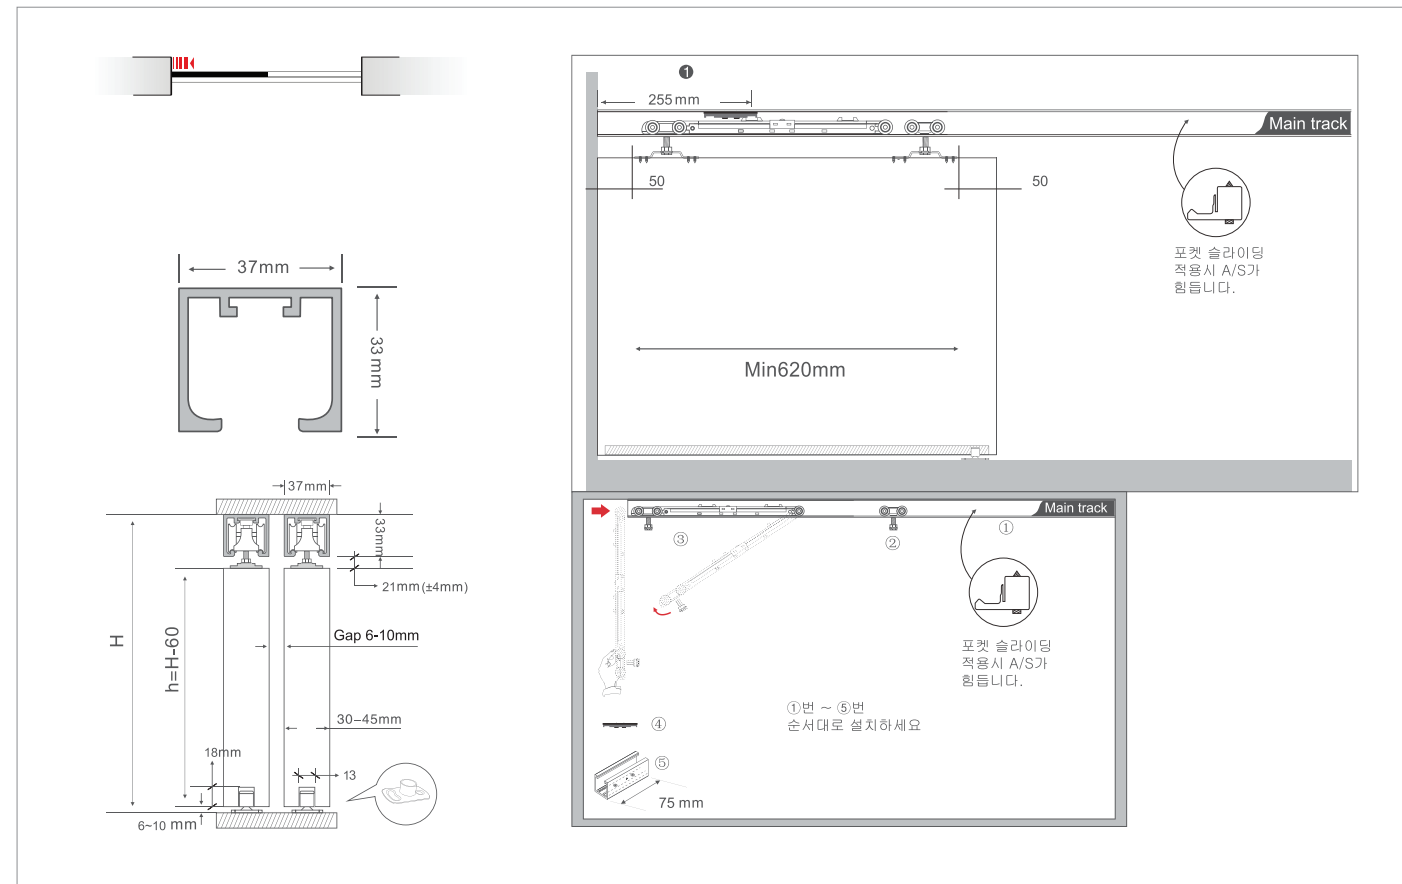 37mm
33mm
37mm
33mm
21mm(±4mm)
H
h=H-60
Gap 6-10mm
30-45mm
18mm
13
6~10 mm
1
255mm
Main track
50
50
포켓 슬라이딩
적용시 A/S가
힘듭니다.
Min620mm
Main track
③
②
①
포켓 슬라이딩
적용시 A/S가
힘듭니다.
①번 ~ ⑤번
순서대로 설치하세요
④
⑤
75 mm